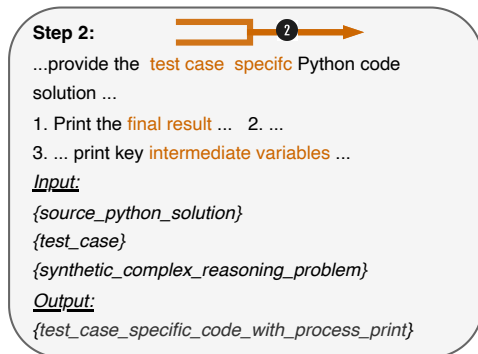 Step 2:
2
...provide the test case specifc Python code
solution ...
1. Print the final result ... 2. ...
3. ... print key intermediate variables ...
Input:
{source_python_solution}
{test_case}
{synthetic_complex_reasoning_problem}
Output:
{test_case_specific_code_with_process_print}